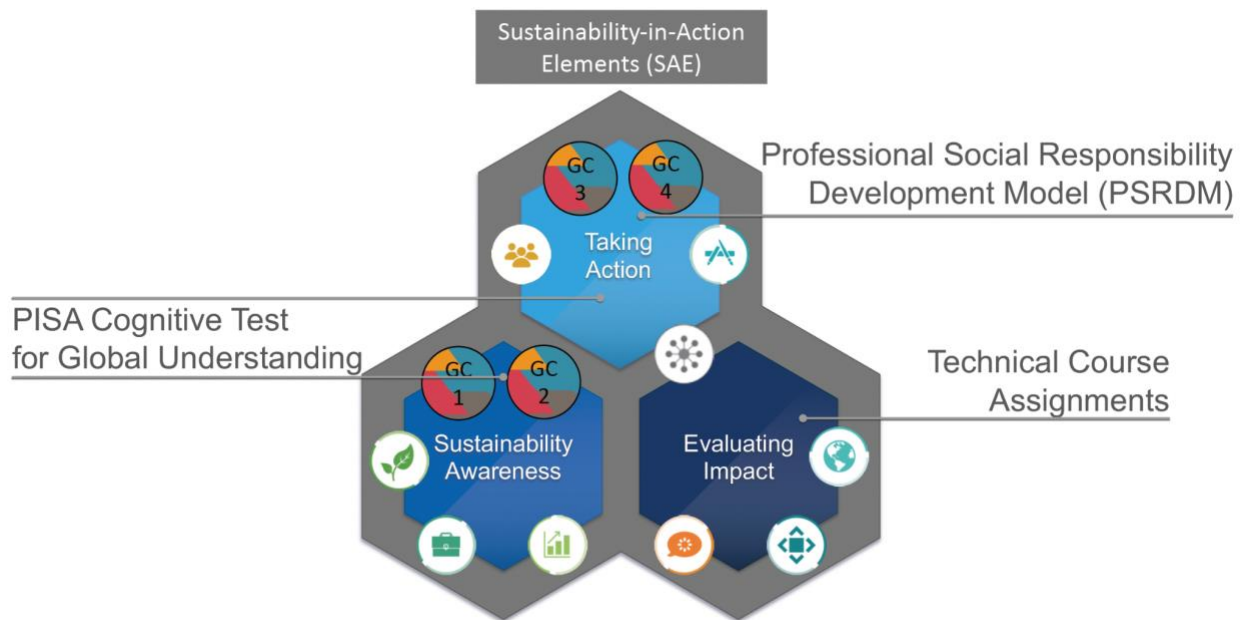 Sustainability-in-Action
Elements (SAE)
GC
3
GC
4
Professional Social Responsibility
Development Model (PSRDM)
Taking
Action
PISA Cognitive Test
for Global Understanding
GC
1
GC
2
Technical Course
Assignments
Sustainability
Awareness
Evaluating
Impact